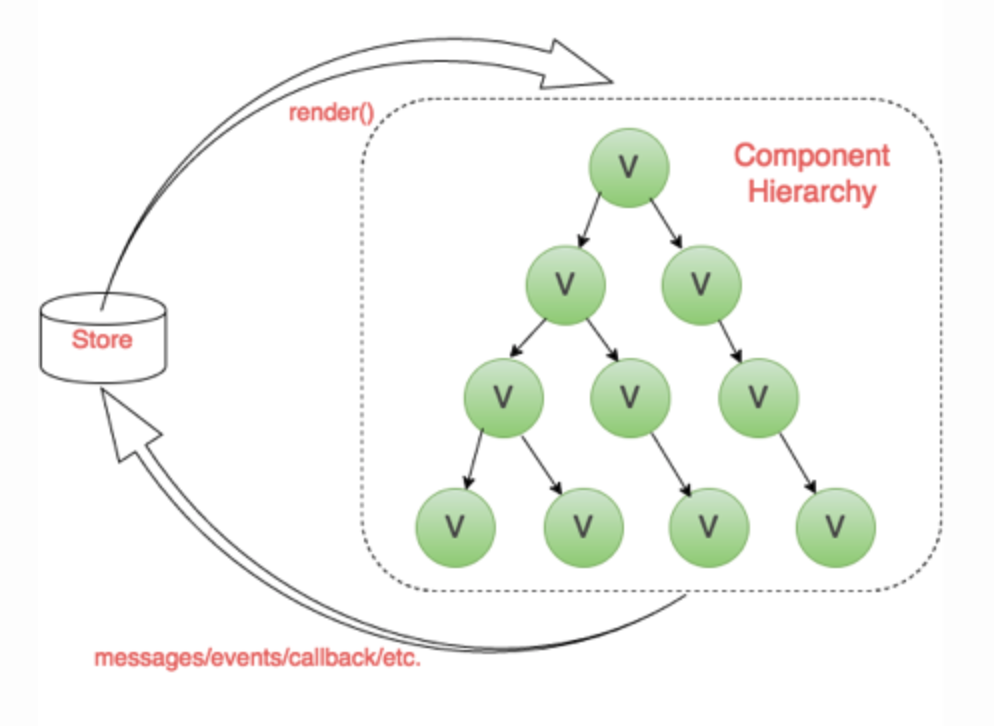 render()
Component
Hierarchy
V
V
V
Store
V
V
V
V
V
V
V
messages/events/callback/etc.